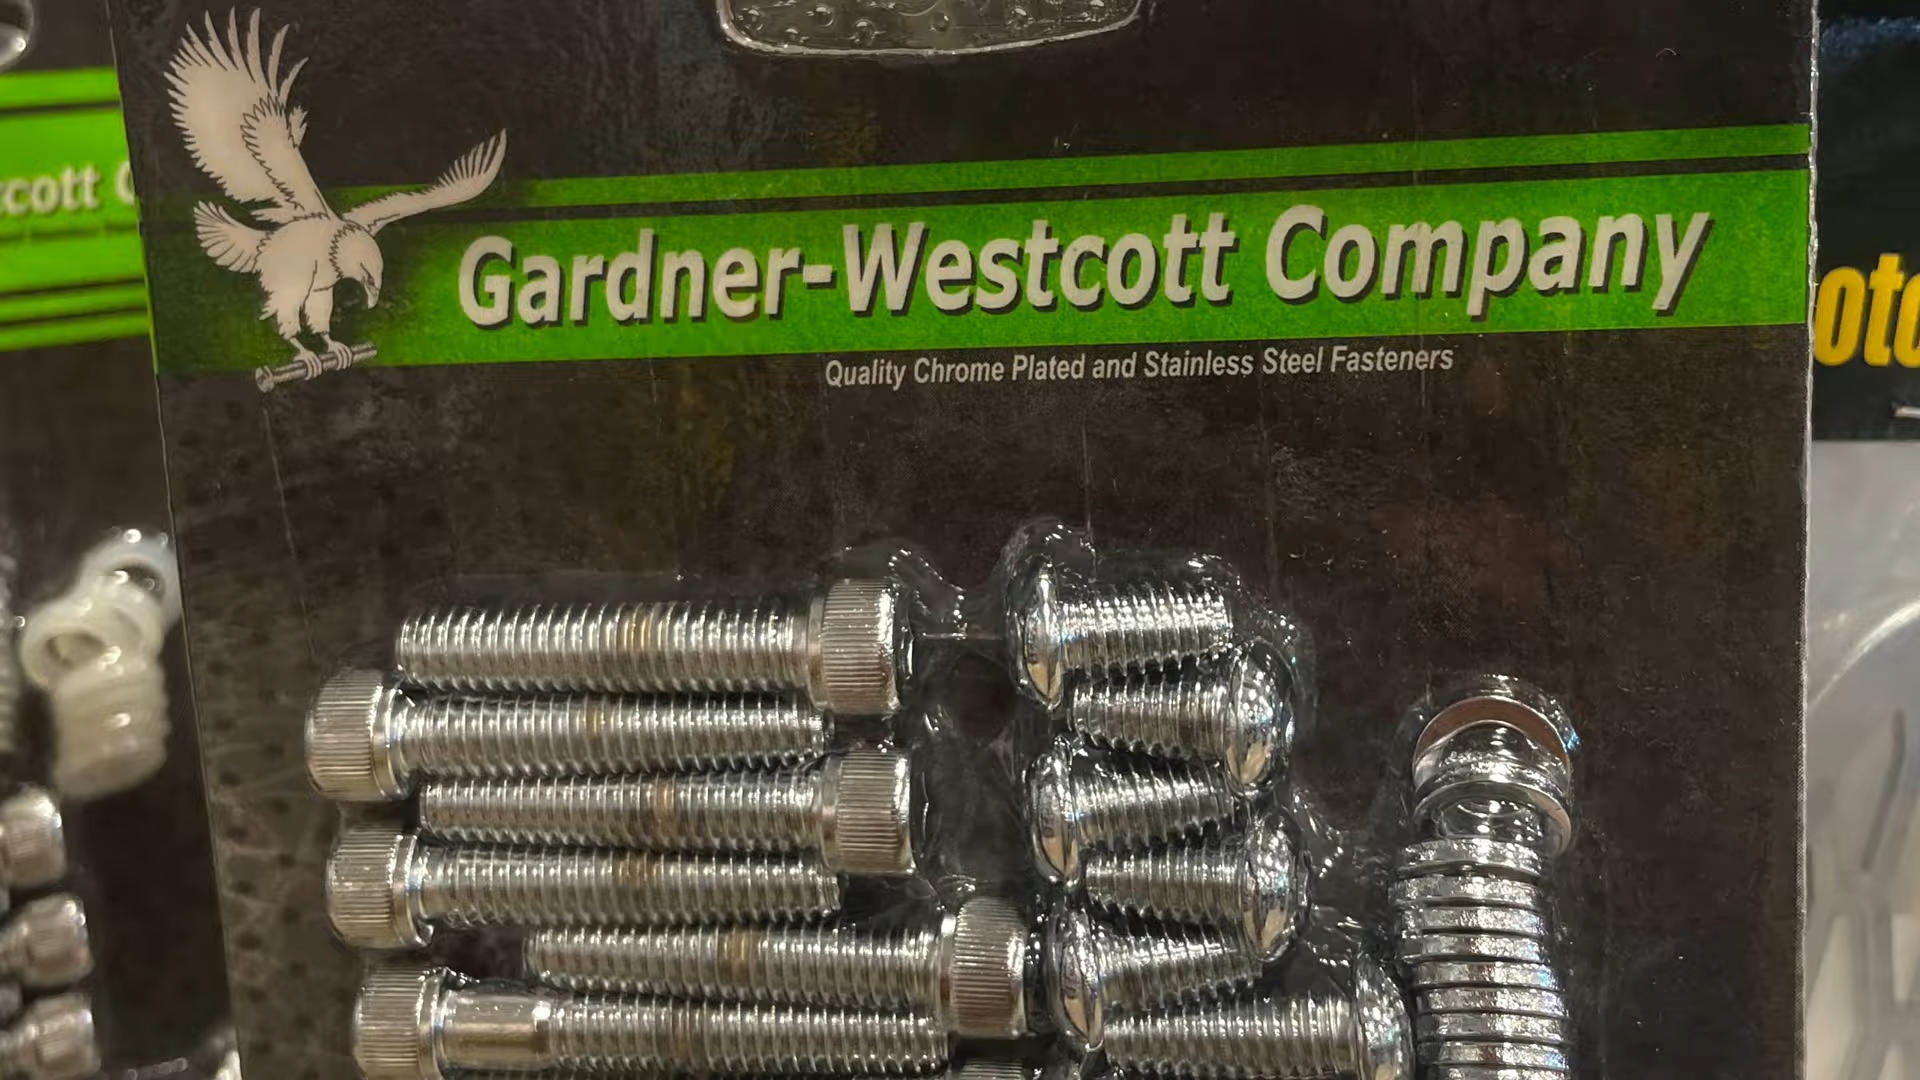 Gardner-Westcott Company
Quality Chrome Plated and Stainless Steel Fasteners